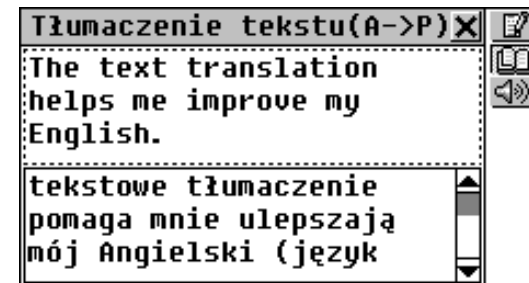 Tłumaczenie tekstu(A->P)
The text translation
helps me improve my
English.
tekstowe tłumaczenie
pomaga mnie ulepszają
mój Angielski (język